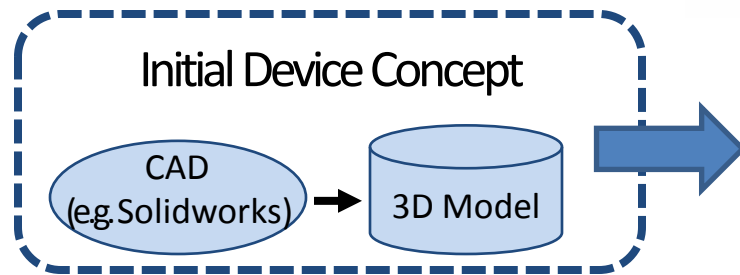 Initial Device Concept
CAD
(e.g. Solidworks)
3D Model